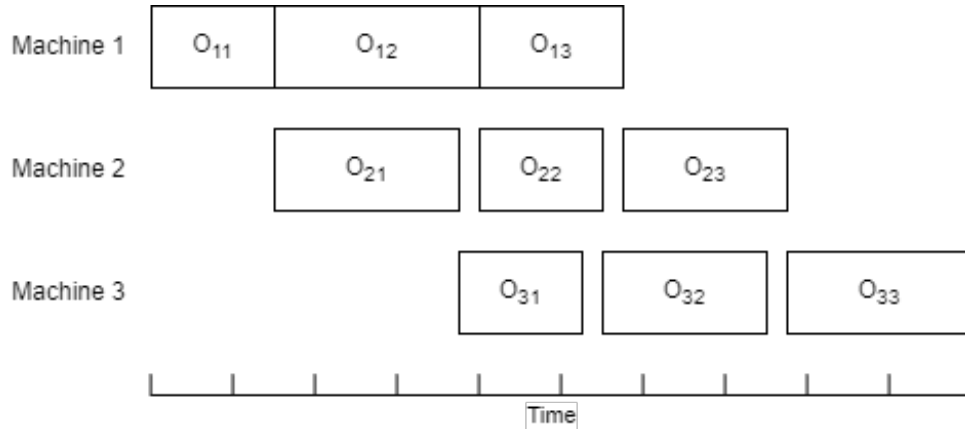 Machine 1 O₁₁ O₁₂ O₁₃
Machine 2 O₂₁ O₂₂ O₂₃
Machine 3 O₃₁ O₃₂ O₃₃
Time